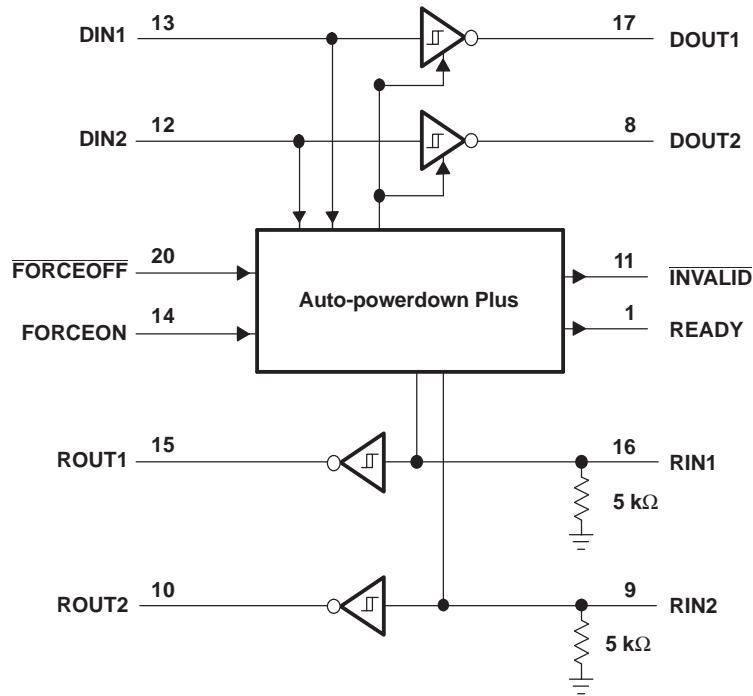 DIN1 13 17 DOUT1
DIN2 12 8 DOUT2
FORCEOFF 20 11 INVALID
Auto-powerdown Plus
FORCEON 14 1 READY
ROUT1 15 16 RIN1
5 kΩ
ROUT2 10 9 RIN2
5 kΩ